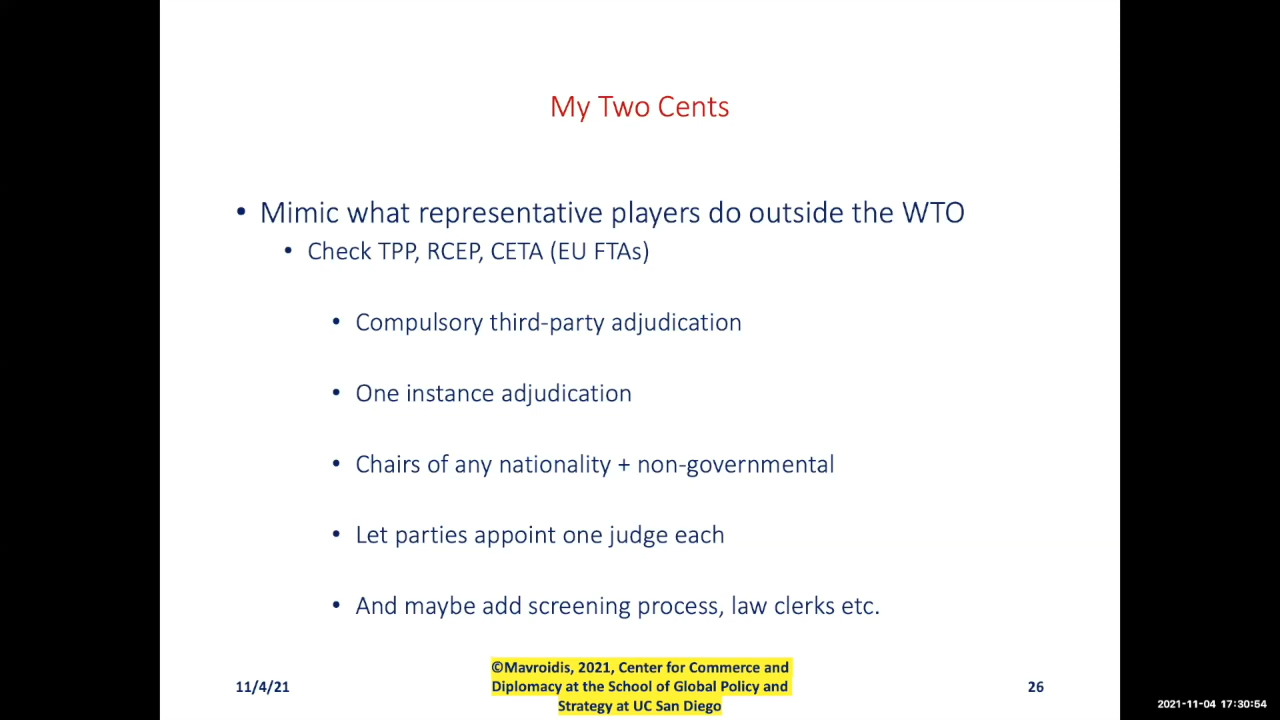 My Two Cents
• Mimic what representative players do outside the WTO
• Check TPP, RCEP, CETA (EU FTAs)
• Compulsory third-party adjudication
• One instance adjudication
• Chairs of any nationality + non-governmental
• Let parties appoint one judge each
• And maybe add screening process, law clerks etc.
11/4/21
©Mavroidis, 2021, Center for Commerce and
Diplomacy at the School of Global Policy and
Strategy at UC San Diego
26
2021-11-04 17:30:54